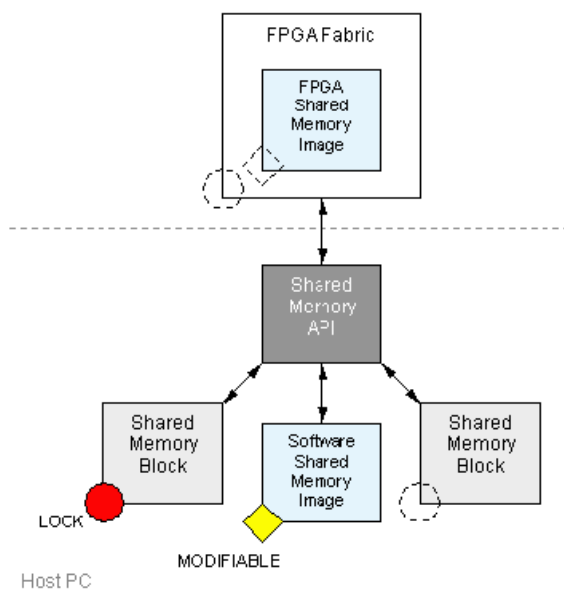 FPGA Fabric
FPGA
Shared
Memory
Image
Shared
Memory
API
Shared
Memory
Block
Software
Shared
Memory
Image
Shared
Memory
Block
LOCK
MODIFIABLE
Host PC